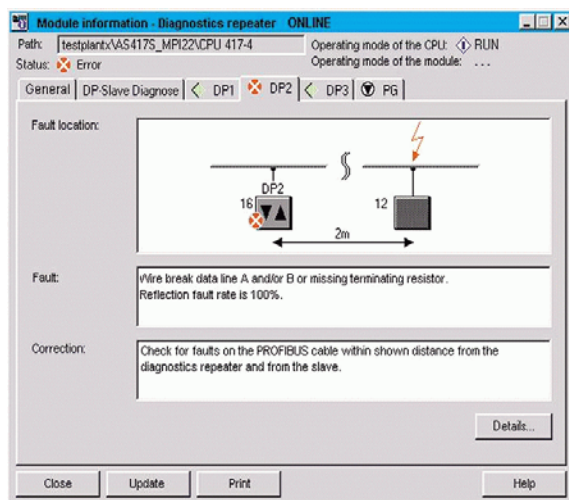 Module information - Diagnostics repeater ONLINE
Path: testplantx\AS417S_MPI22\CPU 417-4 Operating mode of the CPU: RUN
Status: Error Operating mode of the module: ...
General DP-Slave Diagnose DP1 DP2 DP3 PG
Fault location:
DP2
16 12
2m
Fault: Wire break data line A and/or B or missing terminating resistor.
Reflection fault rate is 100%.
Correction: Check for faults on the PROFIBUS cable within shown distance from the
diagnostics repeater and from the slave.
Details...
Close Update Print Help